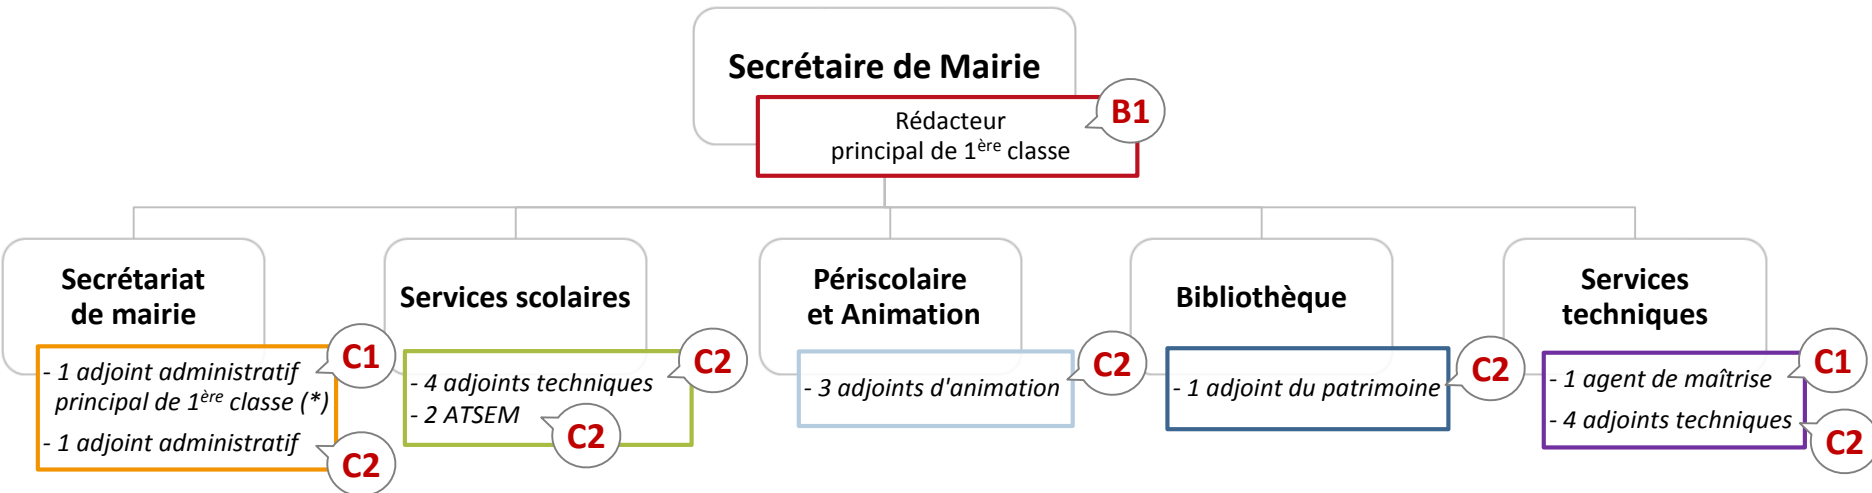 Secrétaire de Mairie
B1
Rédacteur
principal de 1ère classe
Secrétariat
de mairie
C1
- 1 adjoint administratif
principal de 1ère classe (*)
- 1 adjoint administratif
C2
Services scolaires
C2
- 4 adjoints techniques
- 2 ATSEM
C2
Périscolaire
et Animation
C2
- 3 adjoints d'animation
Bibliothèque
C2
- 1 adjoint du patrimoine
Services
techniques
C1
- 1 agent de maîtrise
- 4 adjoints techniques
C2